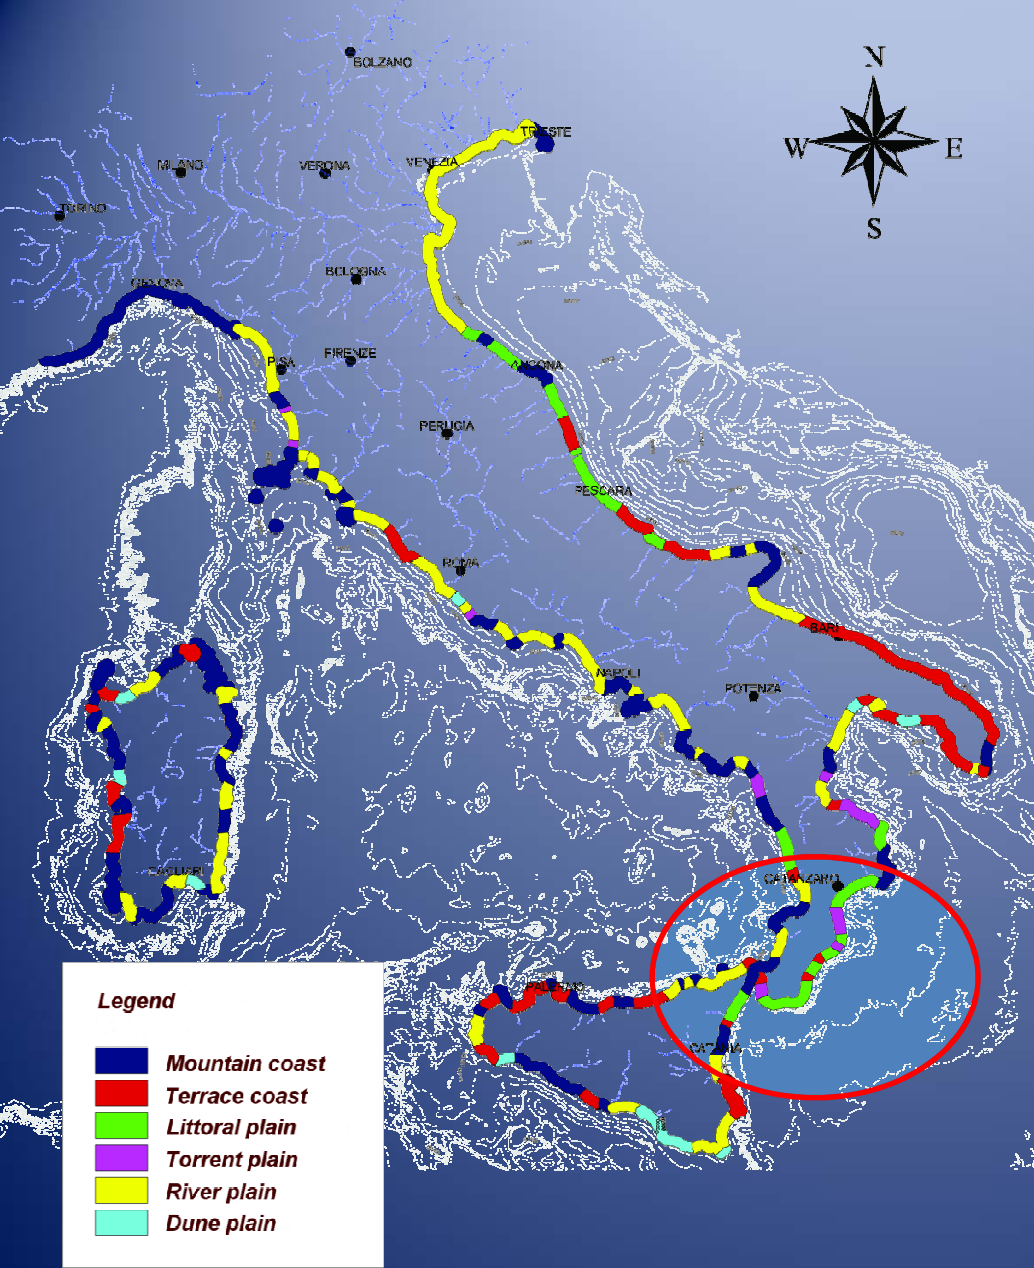 BOLZANO
N
TRIESTE
MILANO
VERONA
VENEZIA
W
E
TORINO
S
BOLOGNA
GENOVA
PISA
FIRENZE
ANCONA
PERUGIA
PESCARA
ROMA
BARI
NAPOLI
POTENZA
CAGLIARI
CATANZARO
PALERMO
Legend
CATANIA
Mountain coast
Terrace coast
Littoral plain
Torrent plain
River plain
Dune plain